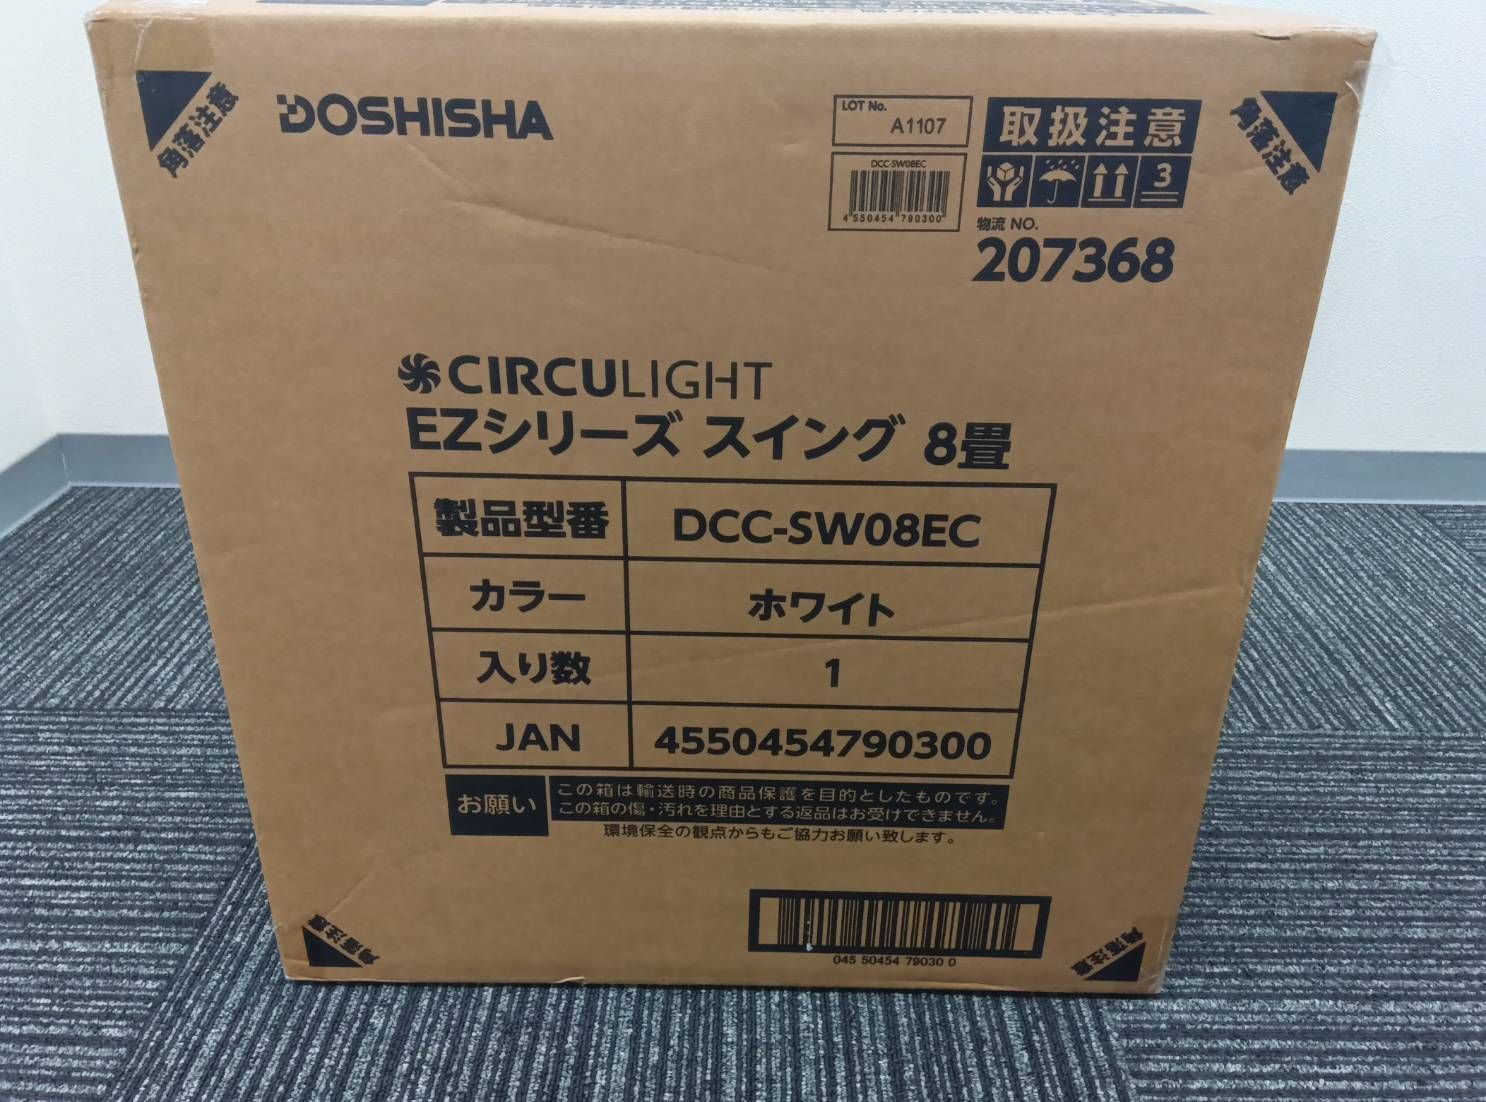 角落注意
DOSHISHA
LOT No.
A1107
取扱注意
角落注意
DCC-SW08EC
4 550454 790300
3
物流 NO.
207368
CIRCULIGHT
EZシリーズ スイング 8畳
製品型番 DCC-SW08EC
カラー ホワイト
入り数 1
JAN 4550454790300
お願い
この箱は輸送時の商品保護を目的としたものです。
この箱の傷・汚れを理由とする返品はお受けできません。
環境保全の観点からもご協力お願い致します。
045 50454 79030 0
角落注意
角落注意